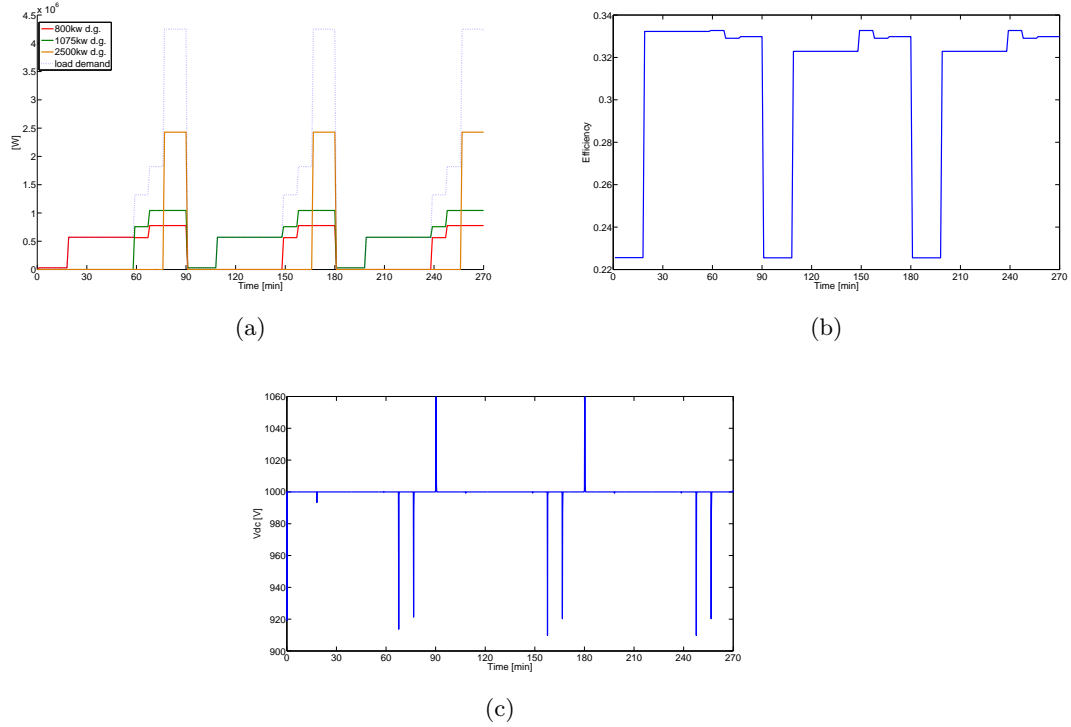 x 10^6
4.5
4
3.5
3
2.5
2
1.5
1
0.5
0
[W]
800kw d.g.
1075kw d.g.
2500kw d.g.
load demand
0 30 60 90 120 150 180 210 240 270
Time [min]
(a)
0.34
0.32
0.3
0.28
0.26
0.24
0.22
Efficiency
0 30 60 90 120 150 180 210 240 270
Time [min]
(b)
1060
1040
1020
1000
980
960
940
920
900
Vdc [V]
0 30 60 90 120 150 180 210 240 270
Time [min]
(c)